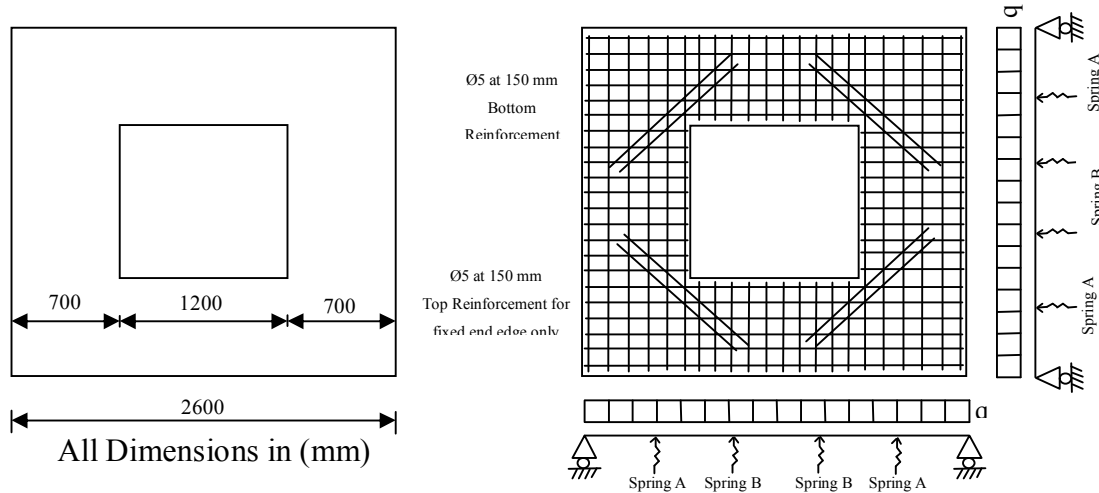 700
1200
700
2600
All Dimensions in (mm)
Ø5 at 150 mm
Bottom
Reinforcement
Ø5 at 150 mm
Top Reinforcement for
fixed end edge only
q
Spring A
Spring B
Spring A
q
Spring A
Spring B
Spring B
Spring A